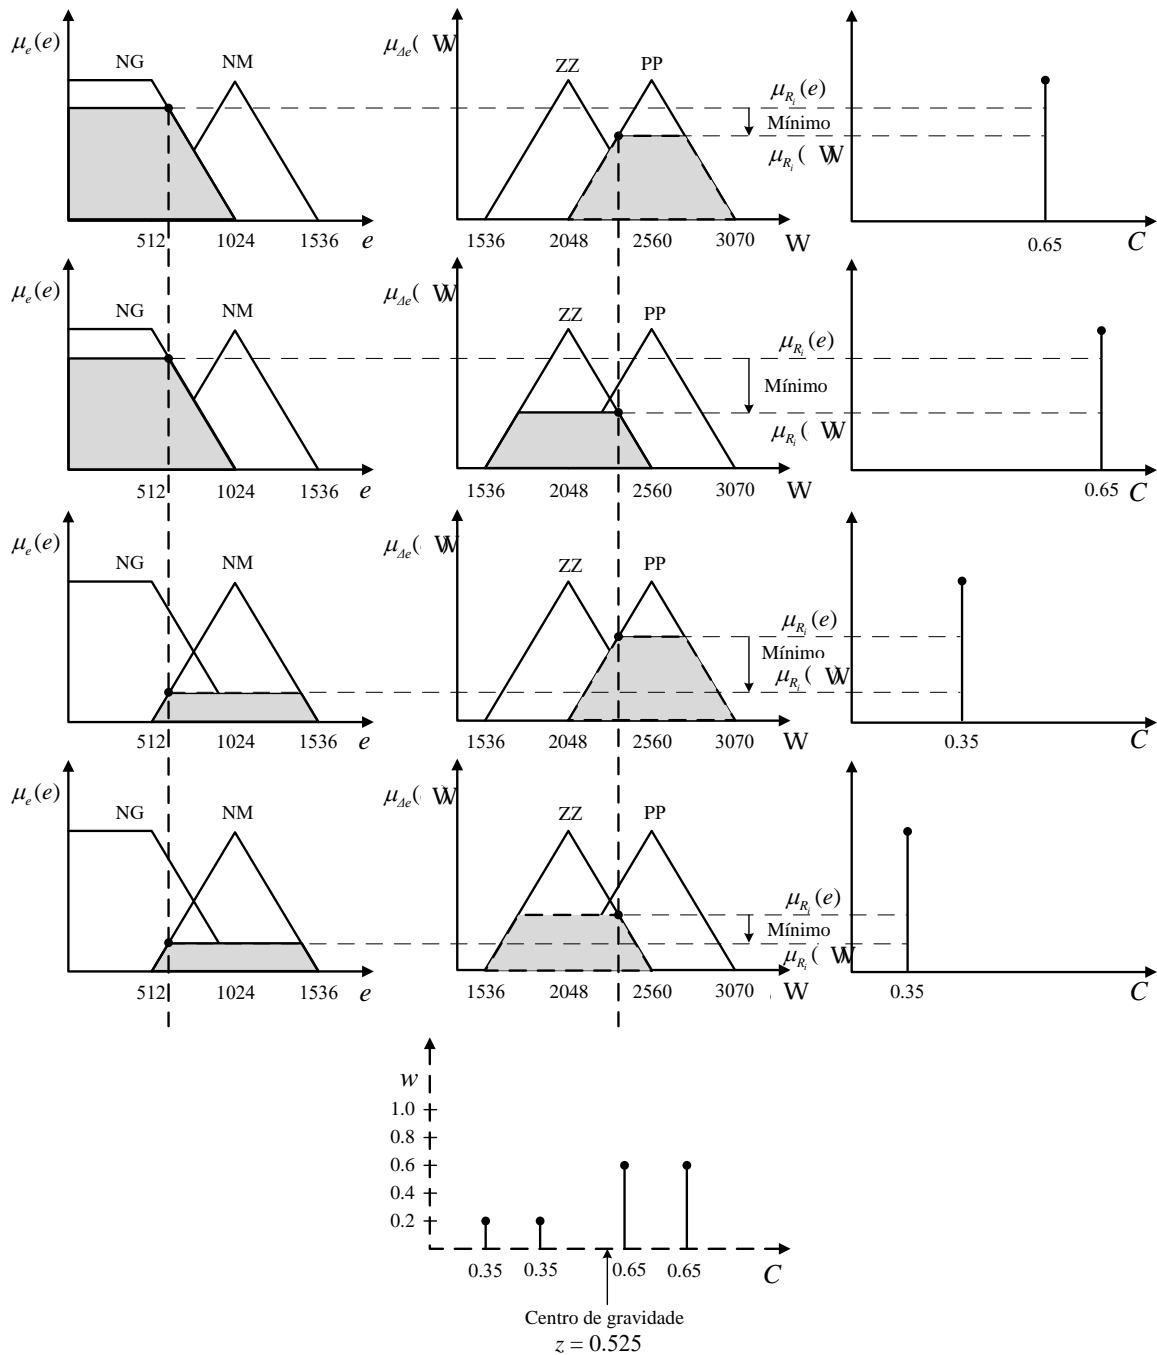 μe(e) NG NM
512 1024 1536 e
μΔe( W ZZ PP
1536 2048 2560 3070 W
μRi(e)
Mínimo
μRi( W
0.65 C
μe(e) NG NM
512 1024 1536 e
μΔe( W ZZ PP
1536 2048 2560 3070 W
μRi(e)
Mínimo
μRi( W
0.65 C
μe(e) NG NM
512 1024 1536 e
μΔe( W ZZ PP
1536 2048 2560 3070 W
μRi(e)
Mínimo
μRi( W
0.35 C
μe(e) NG NM
512 1024 1536 e
μΔe( W ZZ PP
1536 2048 2560 3070 W
μRi(e)
Mínimo
μRi( W
0.35 C
w
1.0
0.8
0.6
0.4
0.2
0.35 0.35 0.65 0.65 C
Centro de gravidade
z = 0.525